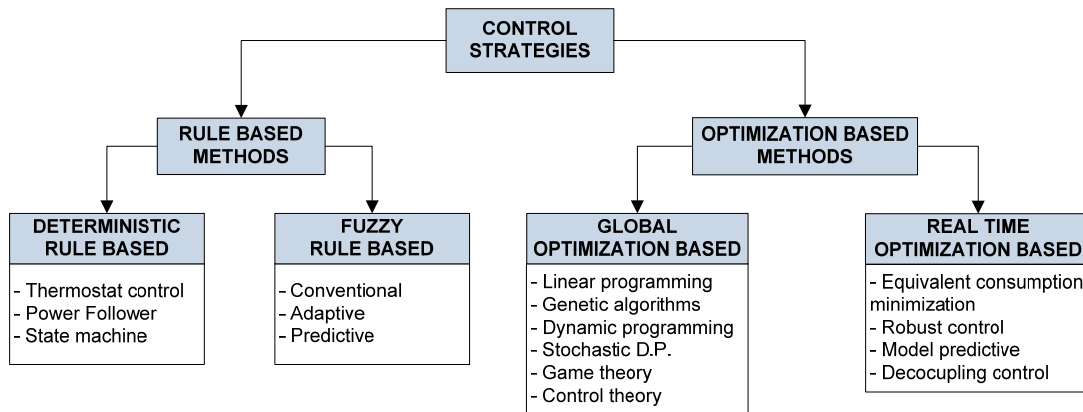 CONTROL
STRATEGIES
RULE BASED
METHODS
OPTIMIZATION BASED
METHODS
DETERMINISTIC
RULE BASED
- Thermostat control
- Power Follower
- State machine
FUZZY
RULE BASED
- Conventional
- Adaptive
- Predictive
GLOBAL
OPTIMIZATION BASED
- Linear programming
- Genetic algorithms
- Dynamic programming
- Stochastic D.P.
- Game theory
- Control theory
REAL TIME
OPTIMIZATION BASED
- Equivalent consumption
minimization
- Robust control
- Model predictive
- Decocupling control